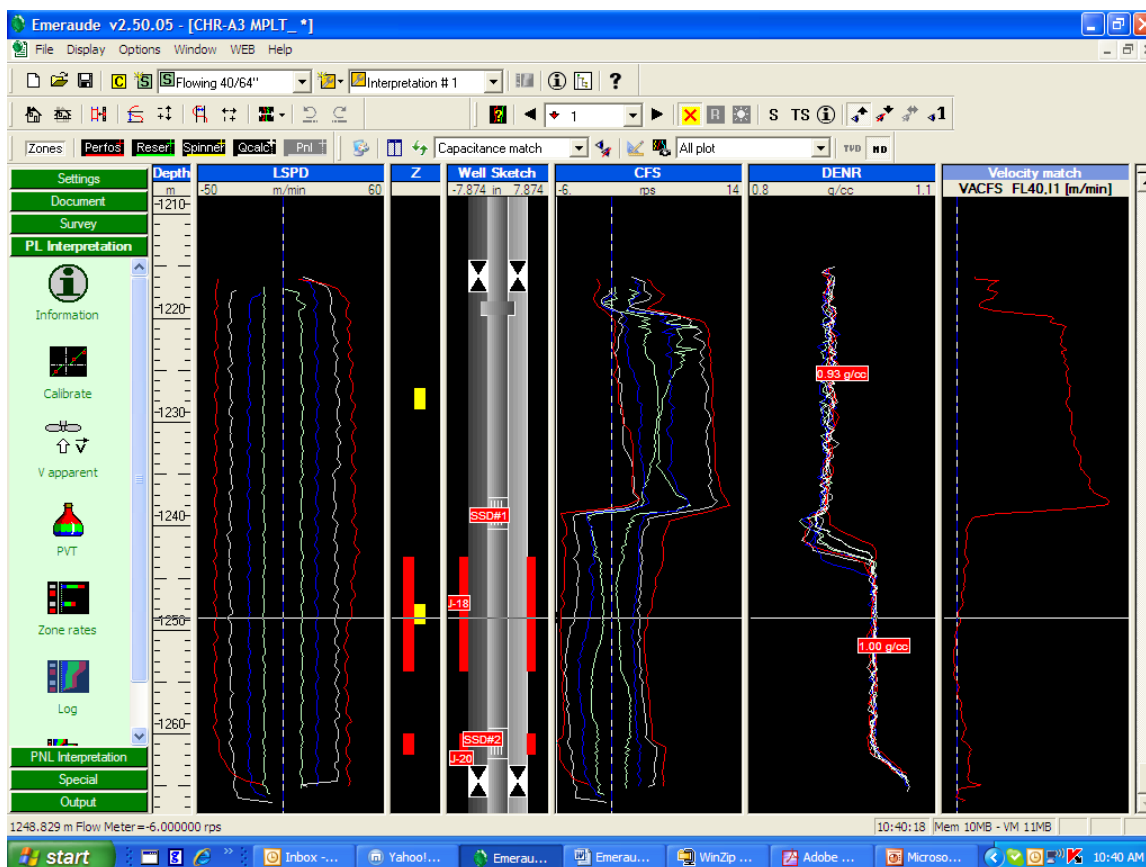 Emeraude v2.50.05 - [CHR-A3 MPLT_ *]
File Display Options Window WEB Help
Flowing 40/64" Interpretation # 1
1 S TS 1
Zones Perfos Reser Spinne Qcalc Pnl Capacitance match All plot TVD MD
Settings
Document
Survey
PL Interpretation
Information
Calibrate
V apparent
PVT
Zone rates
Log
PNL Interpretation
Special
Output
Depth LSPD Z Well Sketch CFS DENR Velocity match
m -50 m/min 60 -7.874 in 7.874 -6. rps 14 0.8 g/cc 1.1 VACFS FL40,I1 [m/min]
1210
1220
1230
1240
1250
1260
0.93 g/cc
SSD#1
J-18
1.00 g/cc
SSD#2
J-20
1248.829 m Flow Meter=-6.000000 rps 10:40:18 Mem 10MB - VM 11MB
start Inbox -... Yahoo!... Emerau... Emerau... WinZip ... Adobe ... Microso... 10:40 AM